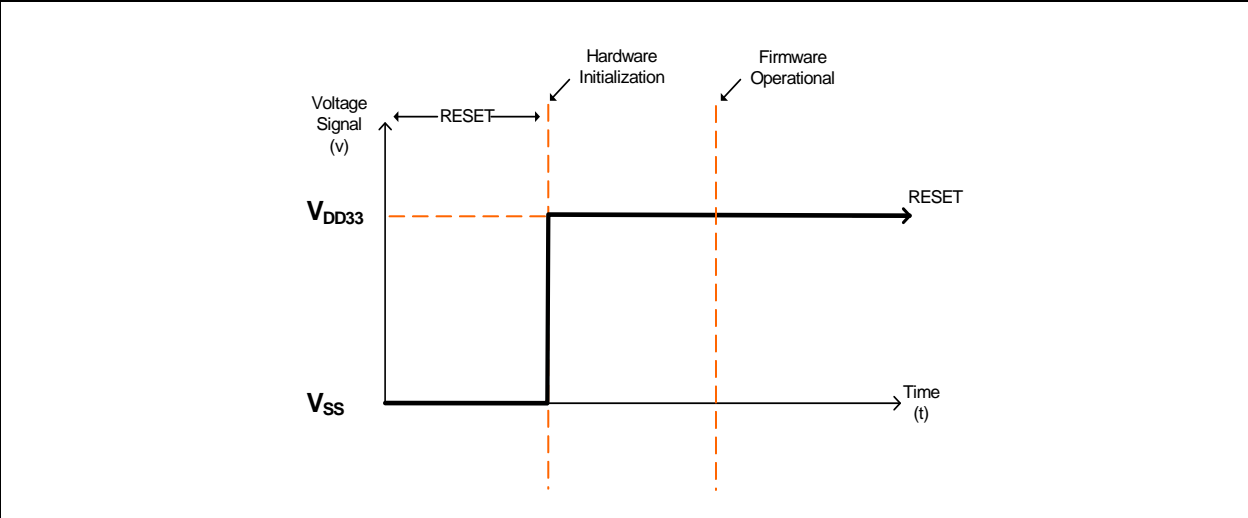 Hardware
Initialization
Firmware
Operational
Voltage
Signal
(v)
RESET
VDD33
RESET
VSS
Time
(t)